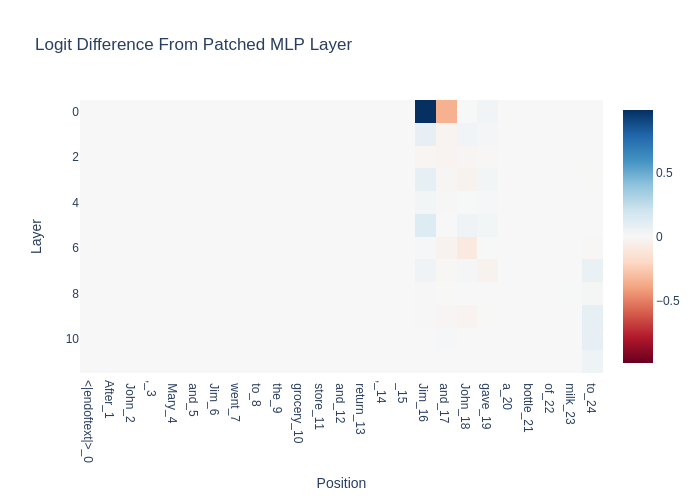 Logit Difference From Patched MLP Layer
0
2
4
6
8
10
Layer
0.5
0
−0.5
<|endoftext|>_0
After_1
John_2
,_3
Mary_4
and_5
Jim_6
went_7
to_8
the_9
grocery_10
store_11
and_12
return_13
,_14
_15
Jim_16
and_17
John_18
gave_19
a_20
bottle_21
of_22
milk_23
to_24
Position